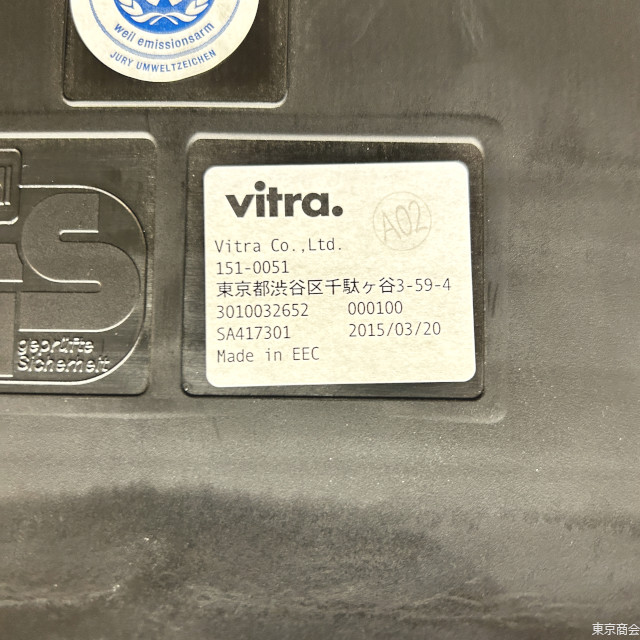 weil emissionsarm
JURY UMWELTZEICHEN
S
geprüfte
Sicherheit
vitra.
A02
Vitra Co.,Ltd.
151-0051
東京都渋谷区千駄ヶ谷3-59-4
3010032652 000100
SA417301 2015/03/20
Made in EEC
東京商会